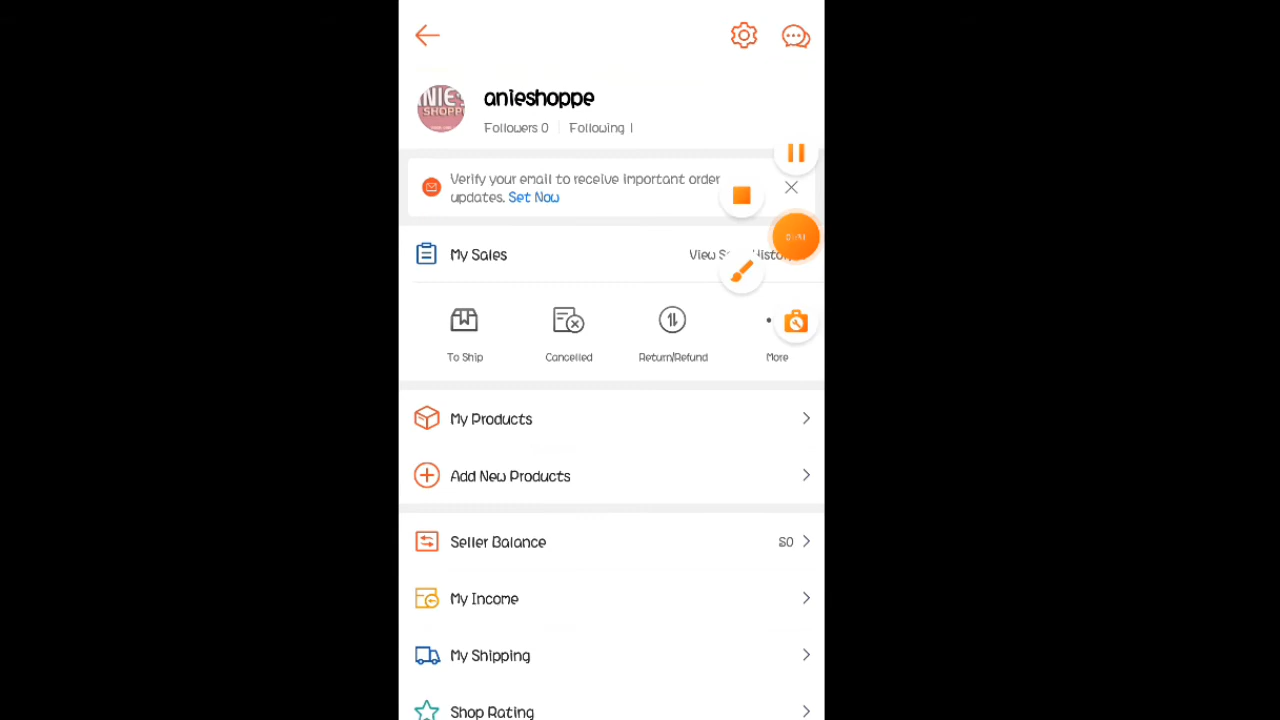 anieshoppe
SHOPP
Followers 0
Following 1
Verify your email to receive important order
updates. Set Now
My Sales
View
To Ship
Cancelled
Return/Refund
More
My Products
Add New Products
Seller Balance
$0
My Income
My Shipping
Shop Rating